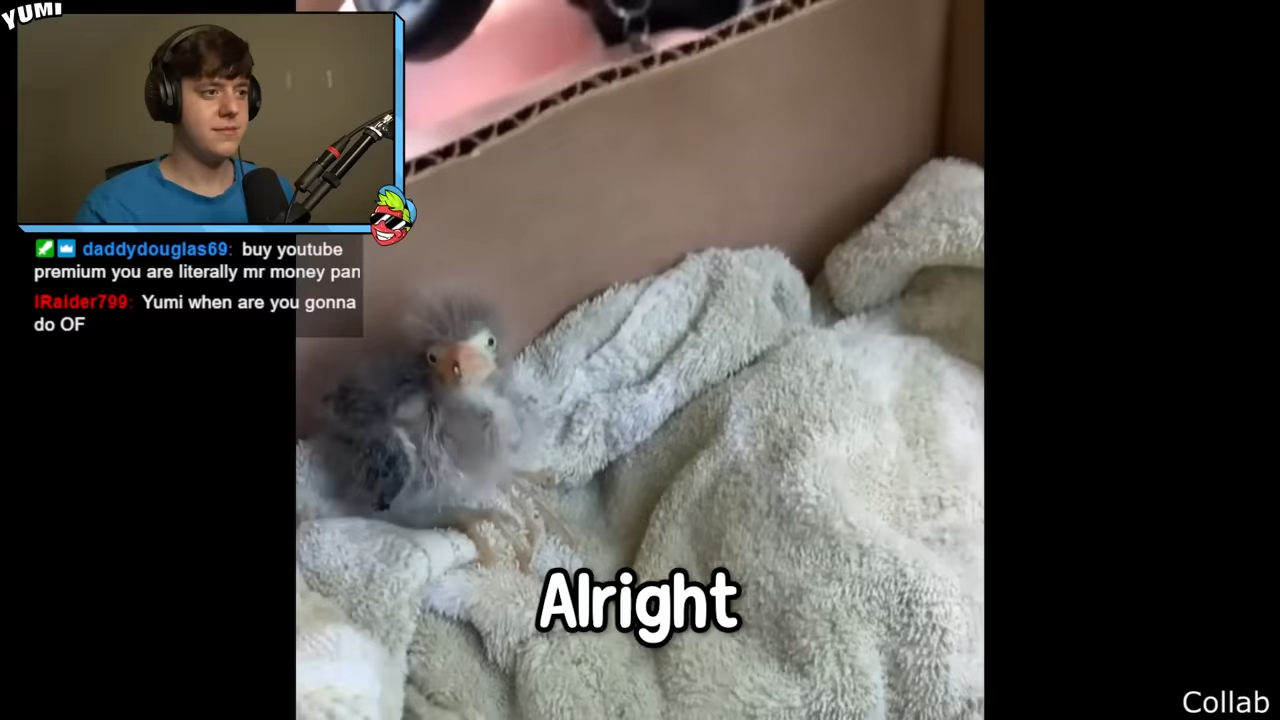 YUMI
daddydouglas69: buy youtube
premium you are literally mr money pan
IRaider799: Yumi when are you gonna
do OF
Alright
Collab